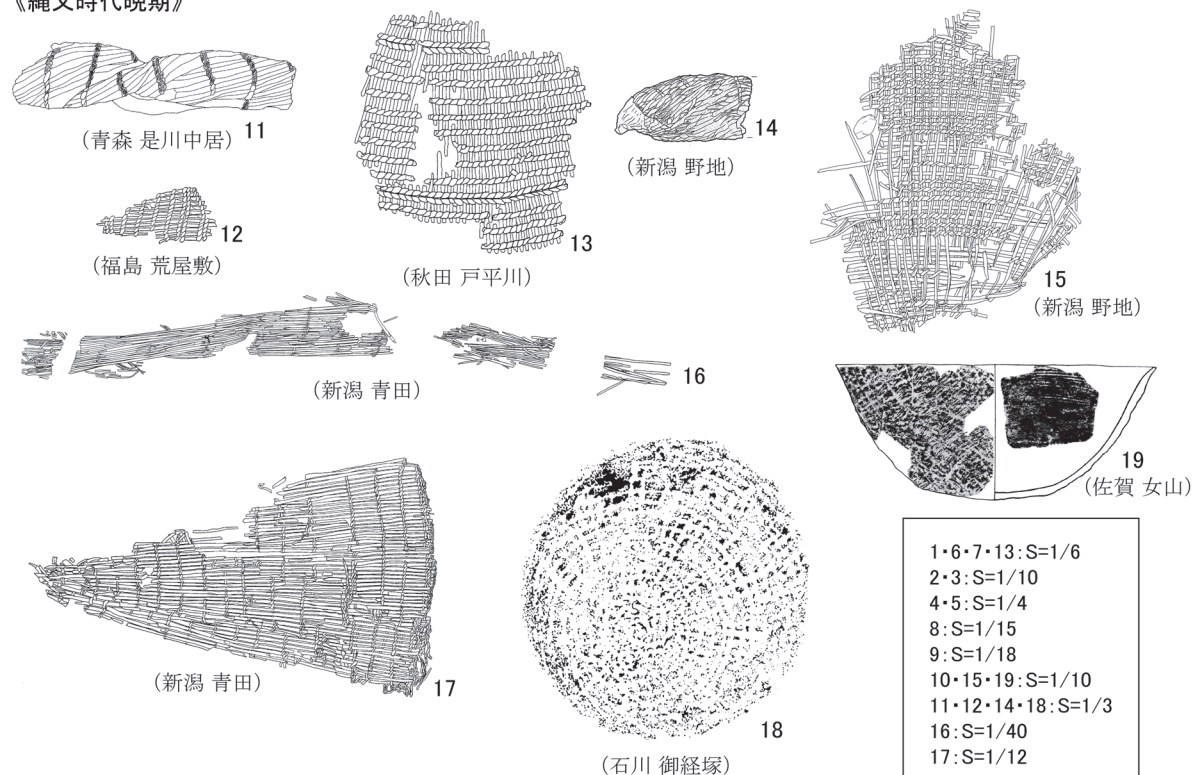 《縄文時代晩期》
11
（青森 是川中居）
12
（福島 荒屋敷）
13
（秋田 戸平川）
14
（新潟 野地）
15
（新潟 野地）
16
（新潟 青田）
17
（新潟 青田）
18
（石川 御経塚）
19
（佐賀 女山）
1・6・7・13：S=1/6
2・3：S=1/10
4・5：S=1/4
8：S=1/15
9：S=1/18
10・15・19：S=1/10
11・12・14・18：S=1/3
16：S=1/40
17：S=1/12